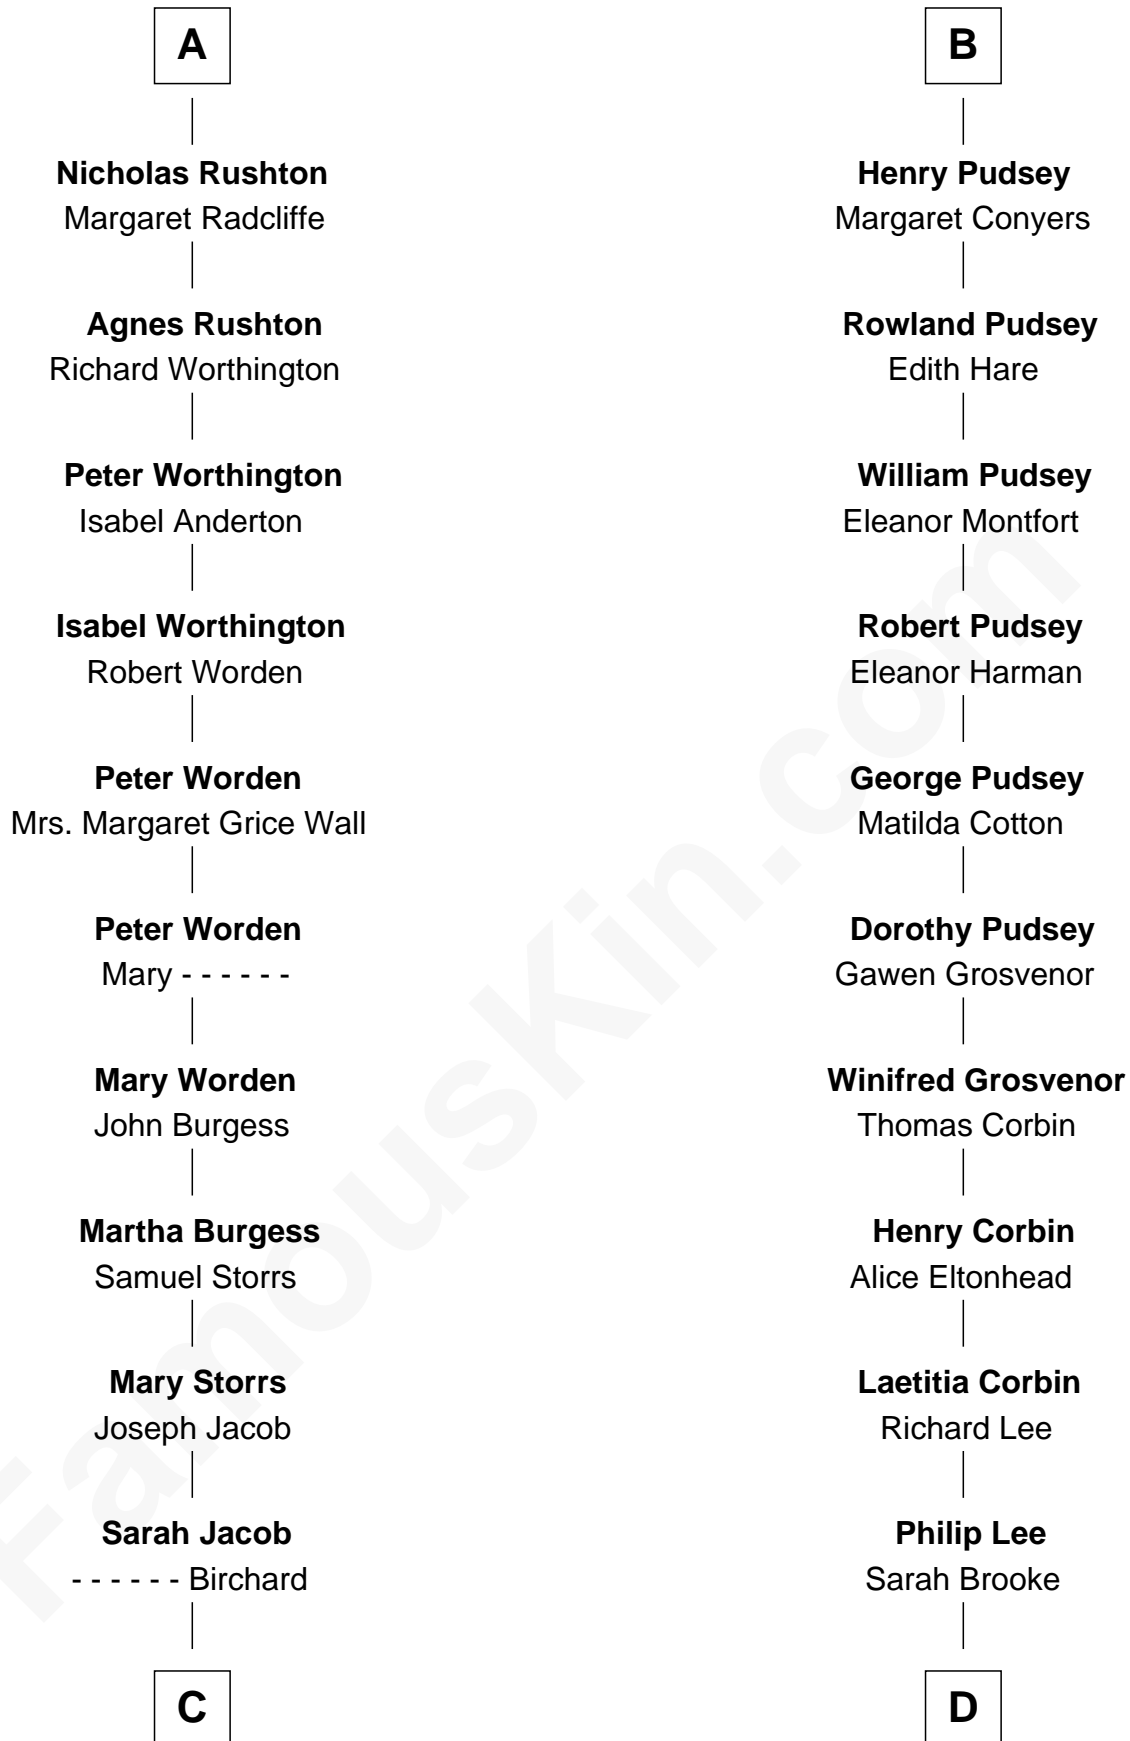 A
Nicholas Rushton
Margaret Radcliffe
Agnes Rushton
Richard Worthington
Peter Worthington
Isabel Anderton
Isabel Worthington
Robert Worden
Peter Worden
Mrs. Margaret Grice Wall
Peter Worden
Mary - - - - - -
Mary Worden
John Burgess
Martha Burgess
Samuel Storrs
Mary Storrs
Joseph Jacob
Sarah Jacob
- - - - - - Birchard
C
B
Henry Pudsey
Margaret Conyers
Rowland Pudsey
Edith Hare
William Pudsey
Eleanor Montfort
Robert Pudsey
Eleanor Harman
George Pudsey
Matilda Cotton
Dorothy Pudsey
Gawen Grosvenor
Winifred Grosvenor
Thomas Corbin
Henry Corbin
Alice Eltonhead
Laetitia Corbin
Richard Lee
Philip Lee
Sarah Brooke
D
FamousKin.com